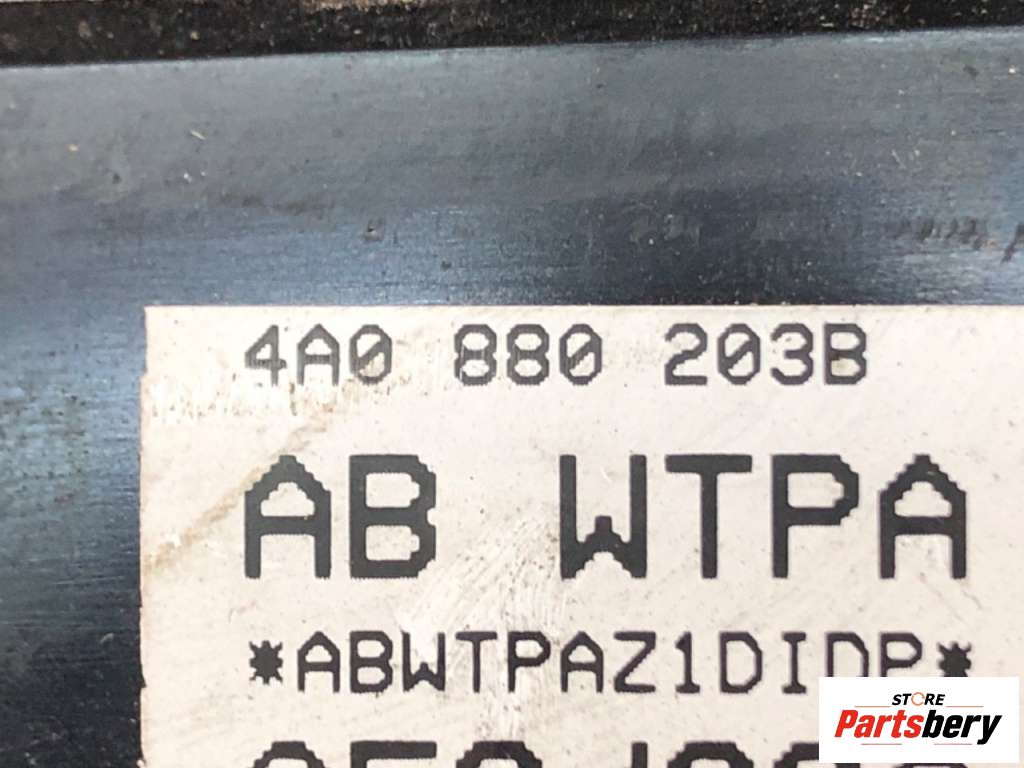 4A0 880 203B
AB WTPA
*ABWTPAZ1DIDP*
STORE
Partsbery